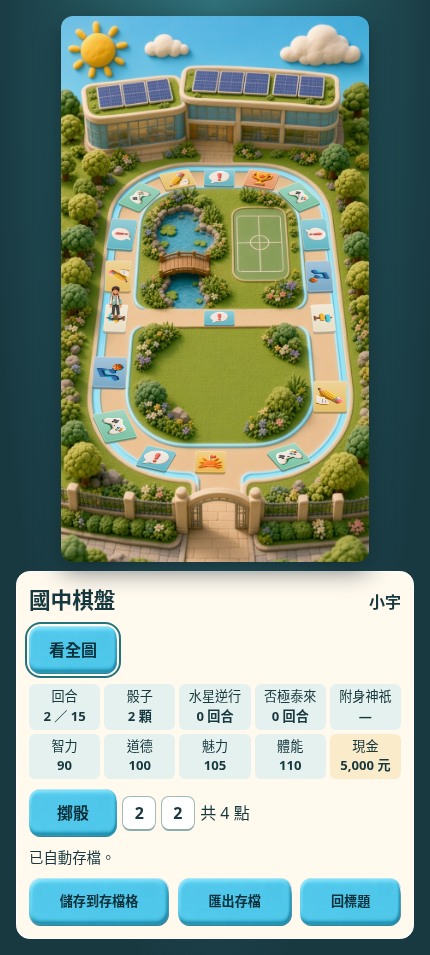 國中棋盤
小宇
看全圖
回合 骰子 水星逆行 否極泰來 附身神祇
2 ／ 15 2 顆 0 回合 0 回合 —
智力 道德 魅力 體能 現金
90 100 105 110 5,000 元
擲骰 2 2 共 4 點
已自動存檔。
儲存到存檔格 匯出存檔 回標題